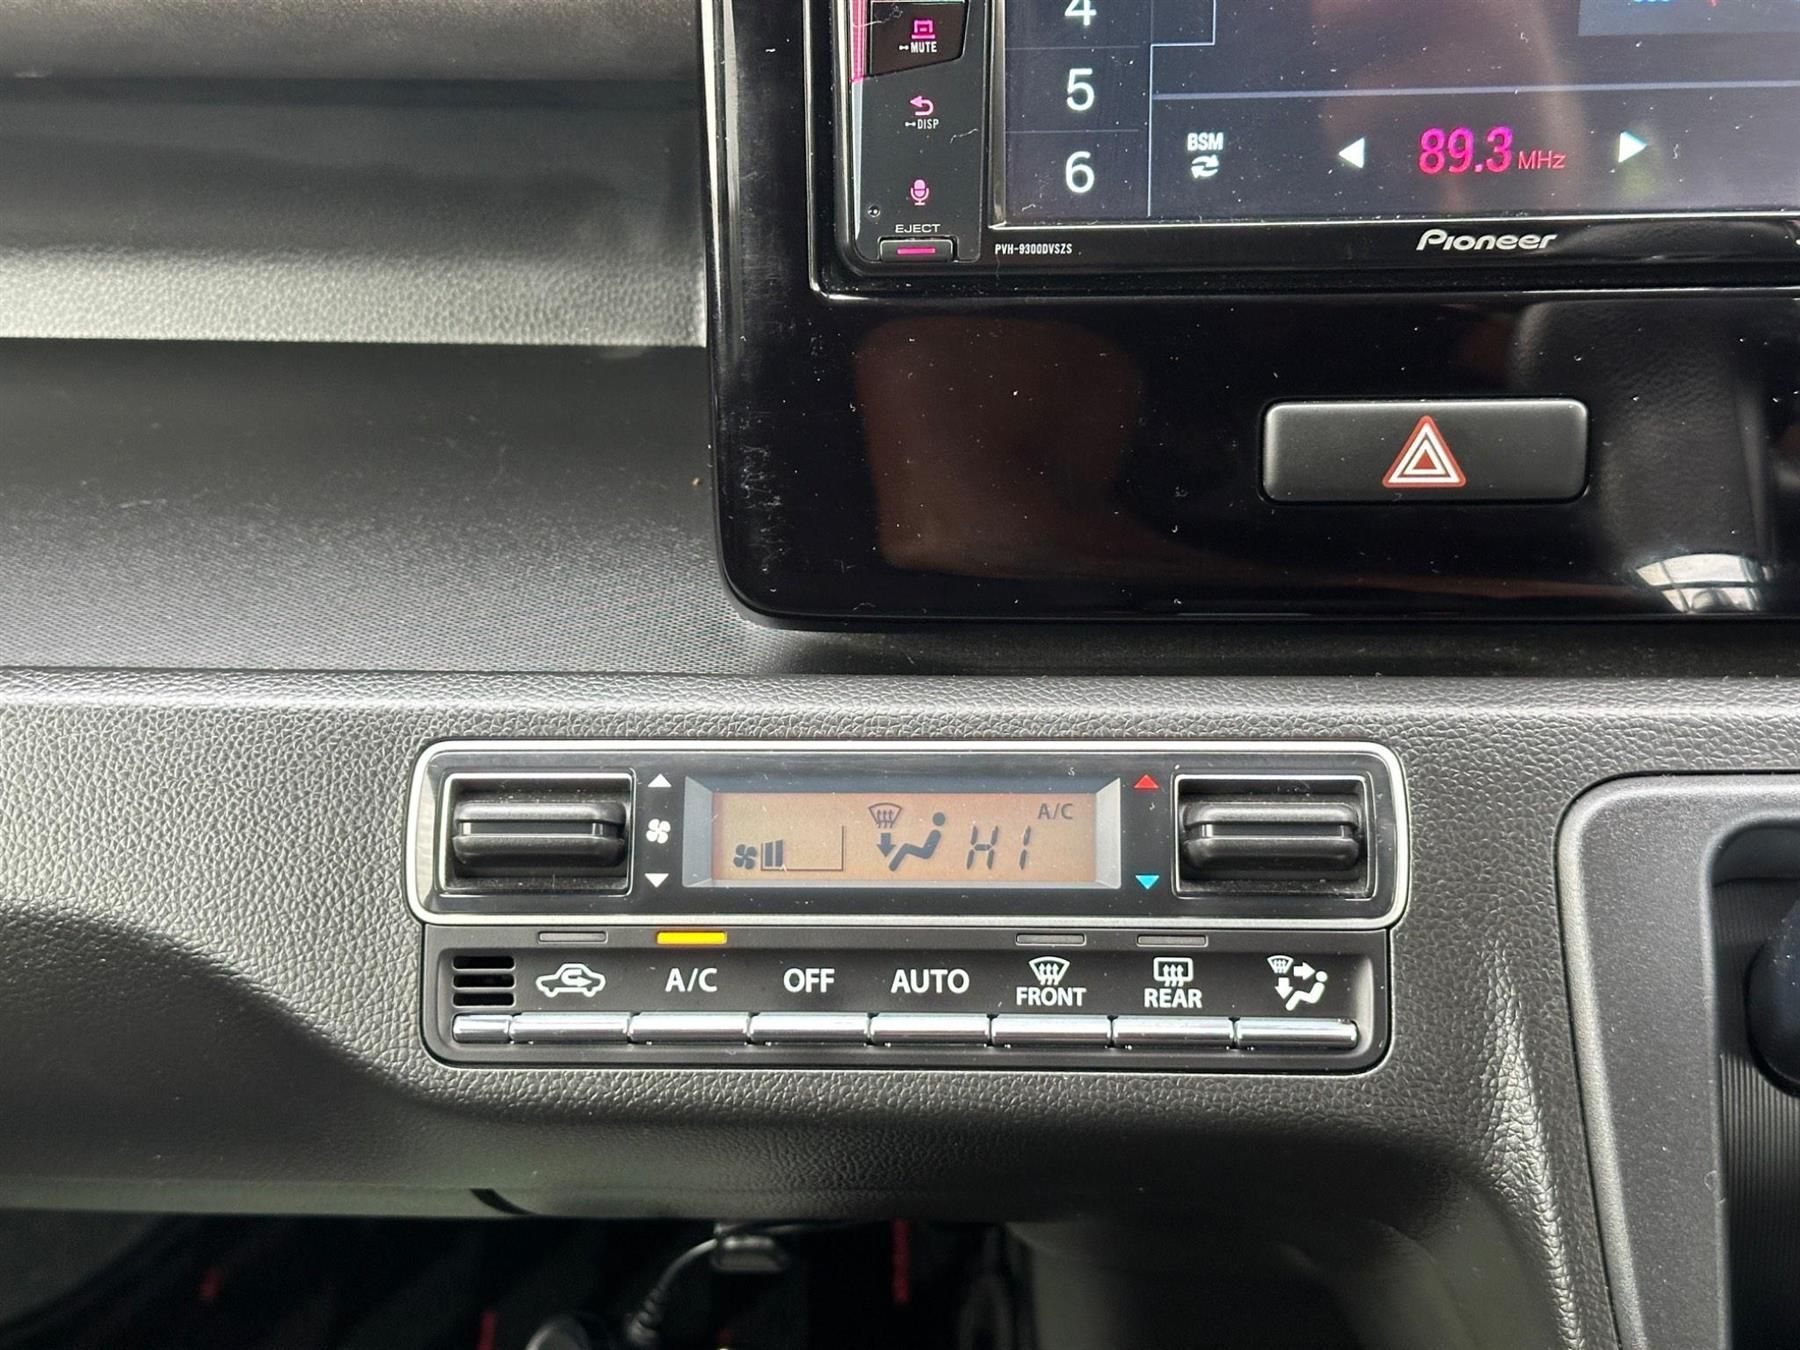 4
MUTE
5
DISP
BSM
89.3 MHz
6
EJECT
PVH-9300DVSZS
Pioneer
A/C
HI
A/C
OFF
AUTO
FRONT
REAR